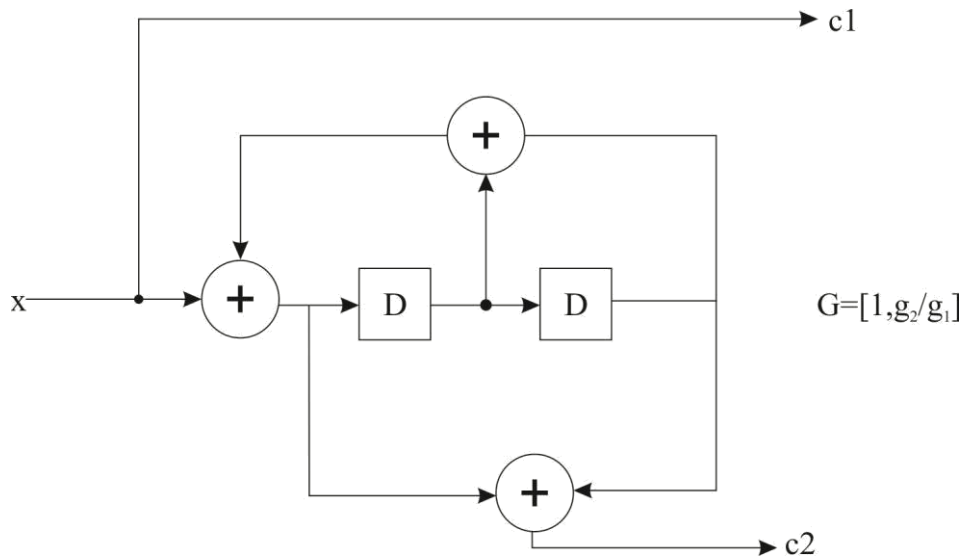 c1
+
x
+
D
D
G=[1,g₂/g₁]
+
c2